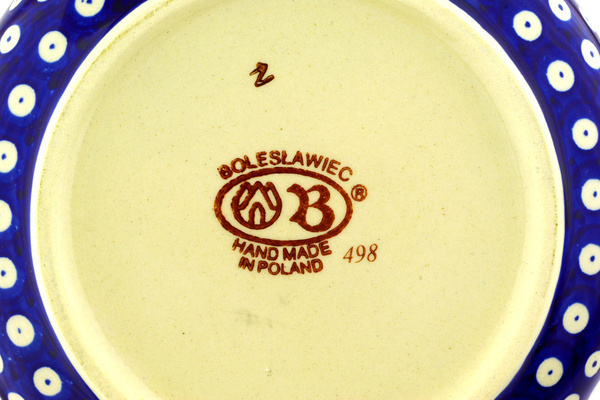 Z
BOLESŁAWIEC
B ®
HAND MADE
IN POLAND
498